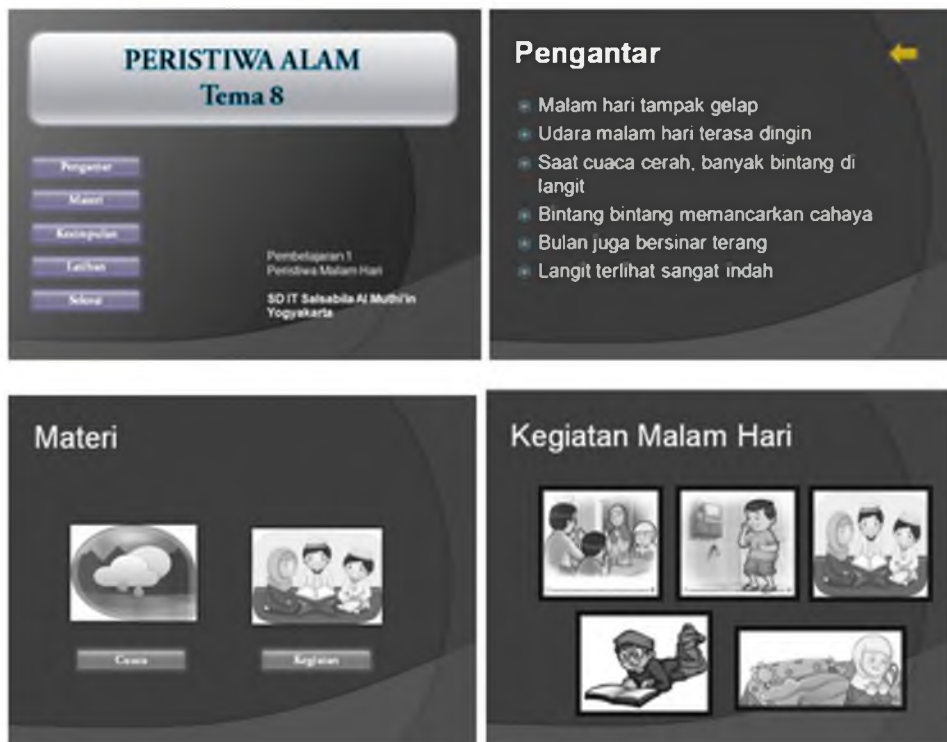 PERISTIWA ALAM
Tema 8
Pengantar
Materi
Kesimpulan
Latihan
Selesai
Pembelajaran 1
Peristiwa Malam Hari
SD IT Salsabila Al Muthi'in
Yogyakarta
Pengantar
Malam hari tampak gelap
Udara malam hari terasa dingin
Saat cuaca cerah, banyak bintang di
langit
Bintang bintang memancarkan cahaya
Bulan juga bersinar terang
Langit terlihat sangat indah
Materi
Cuaca
Kegiatan
Kegiatan Malam Hari